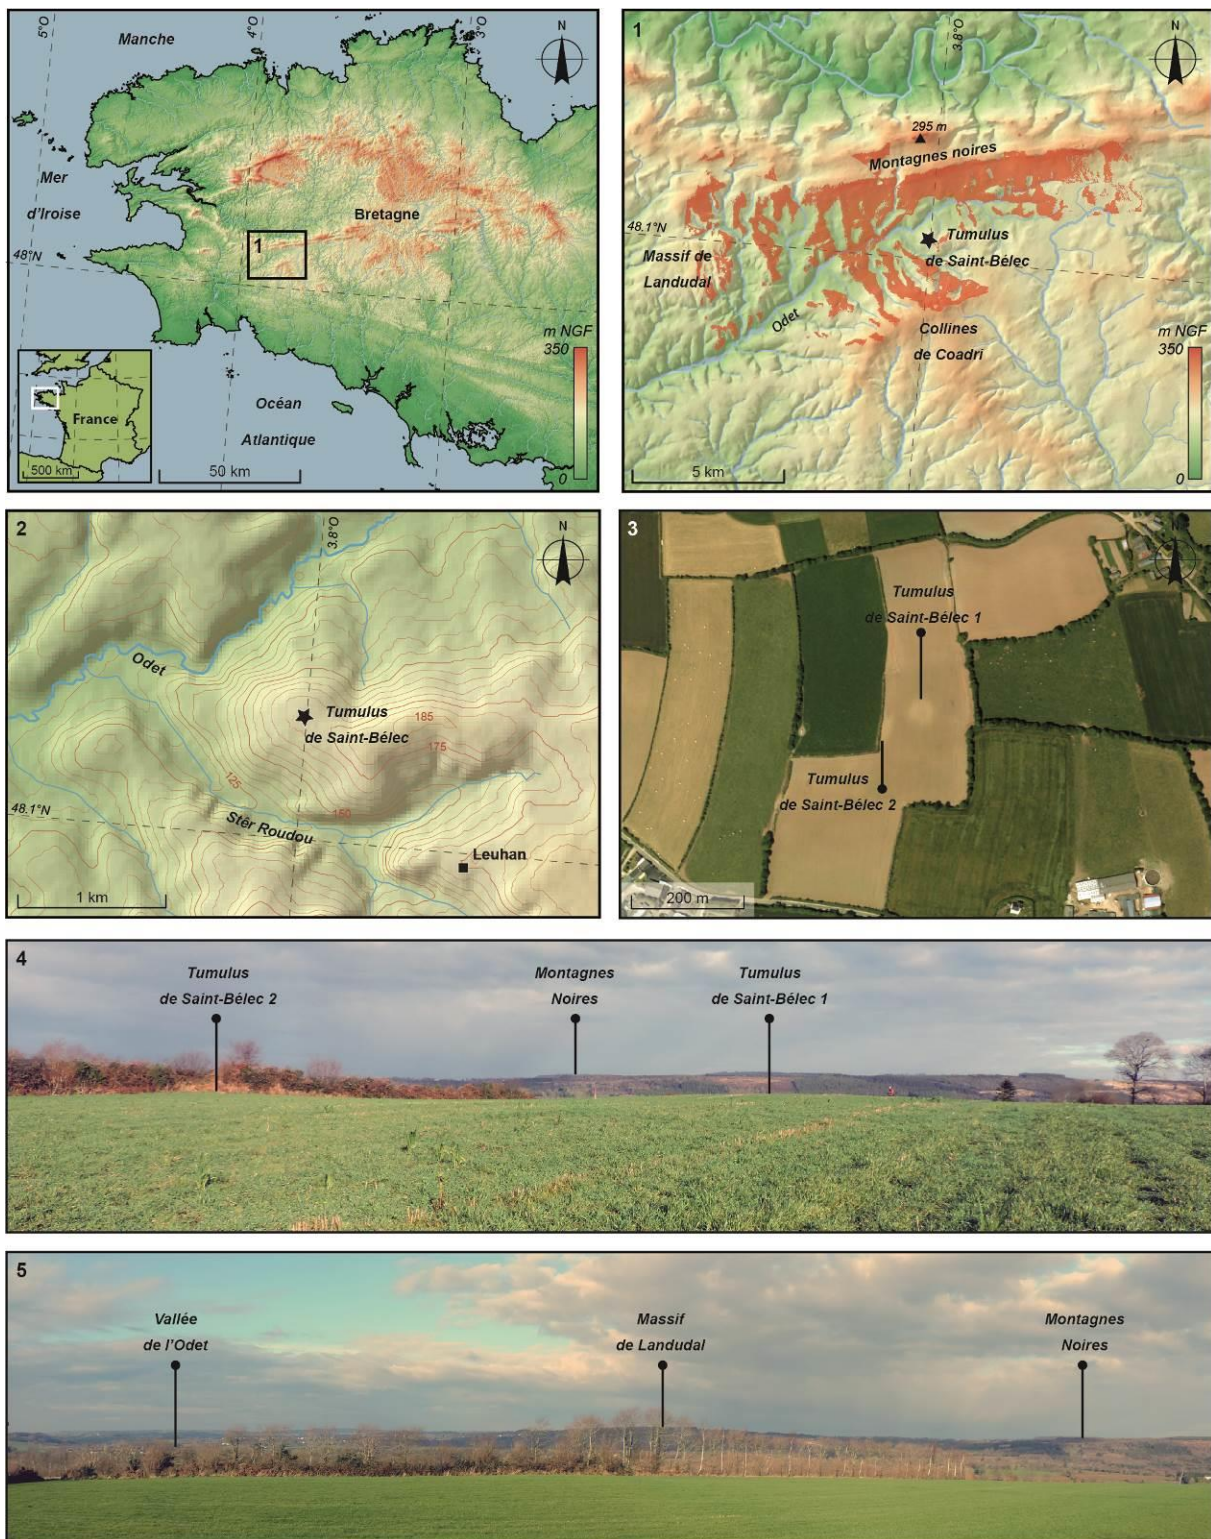 5°O
4°O
3°O
Manche
N
Mer
d'Iroise
Bretagne
1
48°N
m NGF
350
0
France
500 km
Océan
Atlantique
50 km
1
3.8°O
N
295 m
Montagnes noires
48.1°N
Tumulus
de Saint-Bélec
Massif de
Landudal
Odet
Collines
de Coadri
m NGF
350
0
5 km
2
3.8°O
N
Odet
Tumulus
de Saint-Bélec
185
175
125
150
48.1°N
Stêr Roudou
Leuhan
1 km
3
N
Tumulus
de Saint-Bélec 1
Tumulus
de Saint-Bélec 2
200 m
4
Tumulus
de Saint-Bélec 2
Montagnes
Noires
Tumulus
de Saint-Bélec 1
5
Vallée
de l'Odet
Massif
de Landudal
Montagnes
Noires